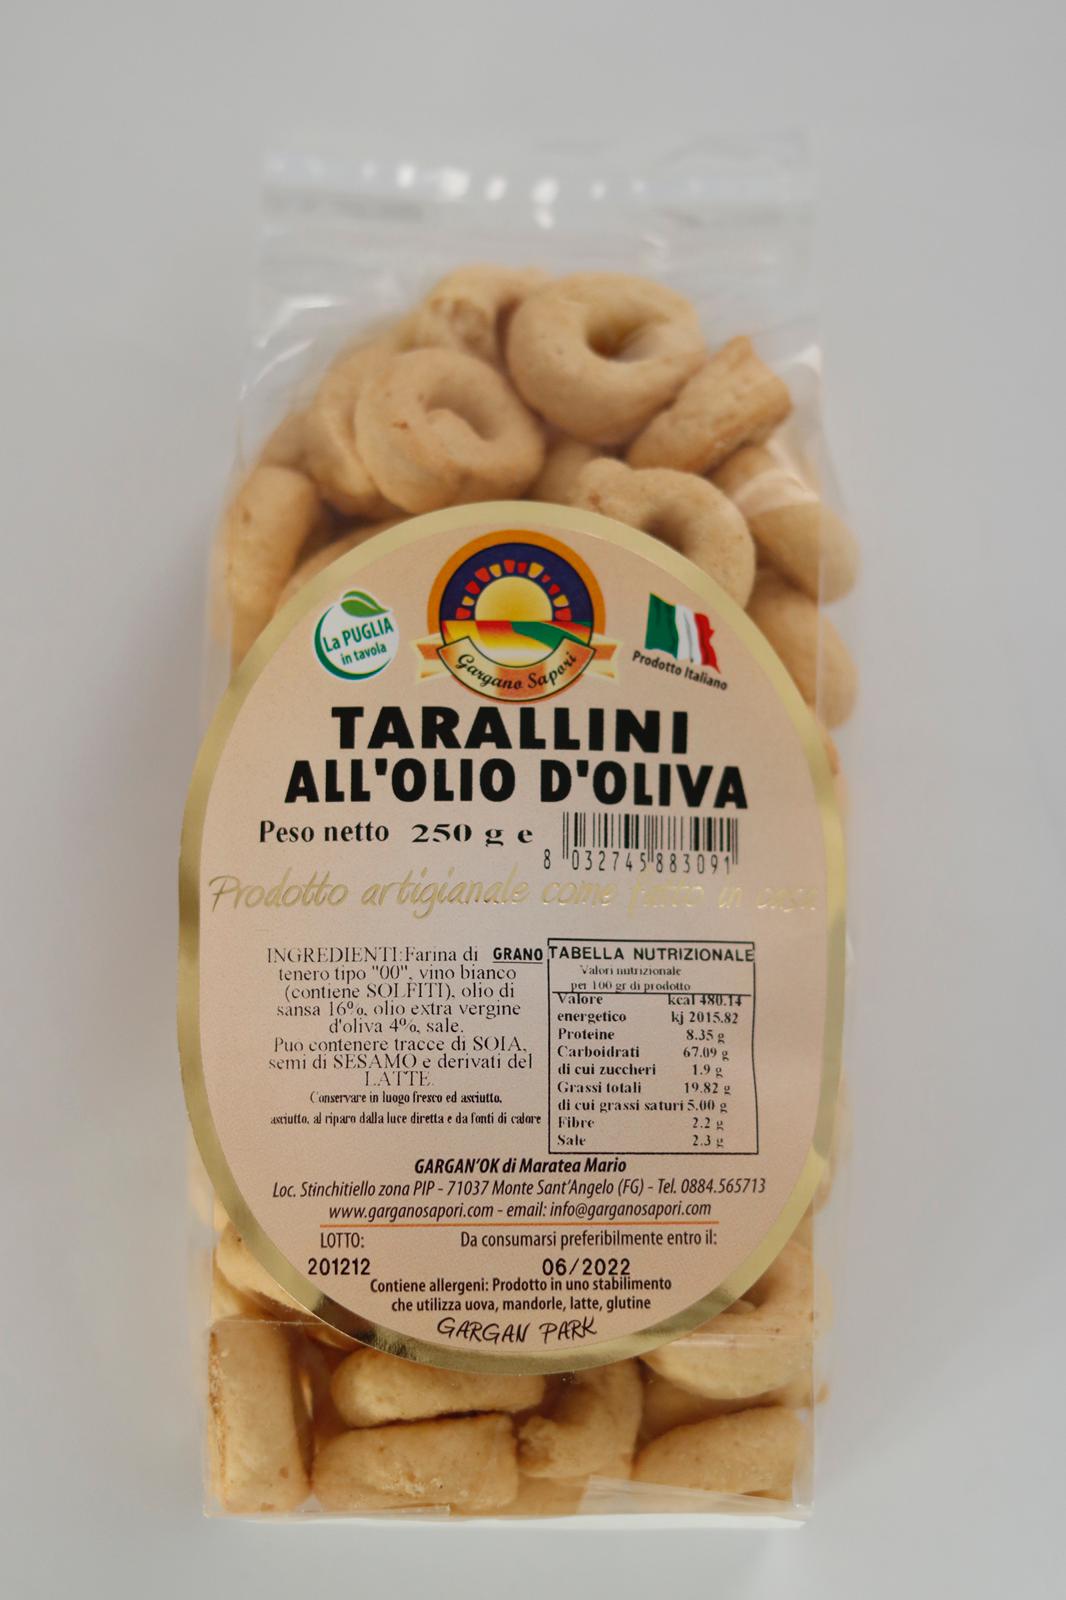 La PUGLIA
in tavola
Gargano Sapori
Prodotto Italiano
TARALLINI
ALL'OLIO D'OLIVA
Peso netto 250 g e
8 032745 883091
Prodotto artigianale come fatto in casa
INGREDIENTI:Farina di GRANO
tenero tipo "00", vino bianco
(contiene SOLFITI), olio di
sansa 16%, olio extra vergine
d'oliva 4%, sale.
Puo contenere tracce di SOIA,
semi di SESAMO e derivati del
LATTE.
Conservare in luogo fresco ed asciutto,
asciutto, al riparo dalla luce diretta e da fonti di calore
TABELLA NUTRIZIONALE
Valori nutrizionale
per 100 gr di prodotto
Valore kcal 480.14
energetico kj 2015.82
Proteine 8.35 g
Carboidrati 67.09 g
di cui zuccheri 1.9 g
Grassi totali 19.82 g
di cui grassi saturi 5.00 g
Fibre 2.2 g
Sale 2.3 g
GARGAN'OK di Maratea Mario
Loc. Stinchitiello zona PIP - 71037 Monte Sant'Angelo (FG) - Tel. 0884.565713
www.garganosapori.com - email: info@garganosapori.com
LOTTO: Da consumarsi preferibilmente entro il:
201212 06/2022
Contiene allergeni: Prodotto in uno stabilimento
che utilizza uova, mandorle, latte, glutine
GARGAN PARK